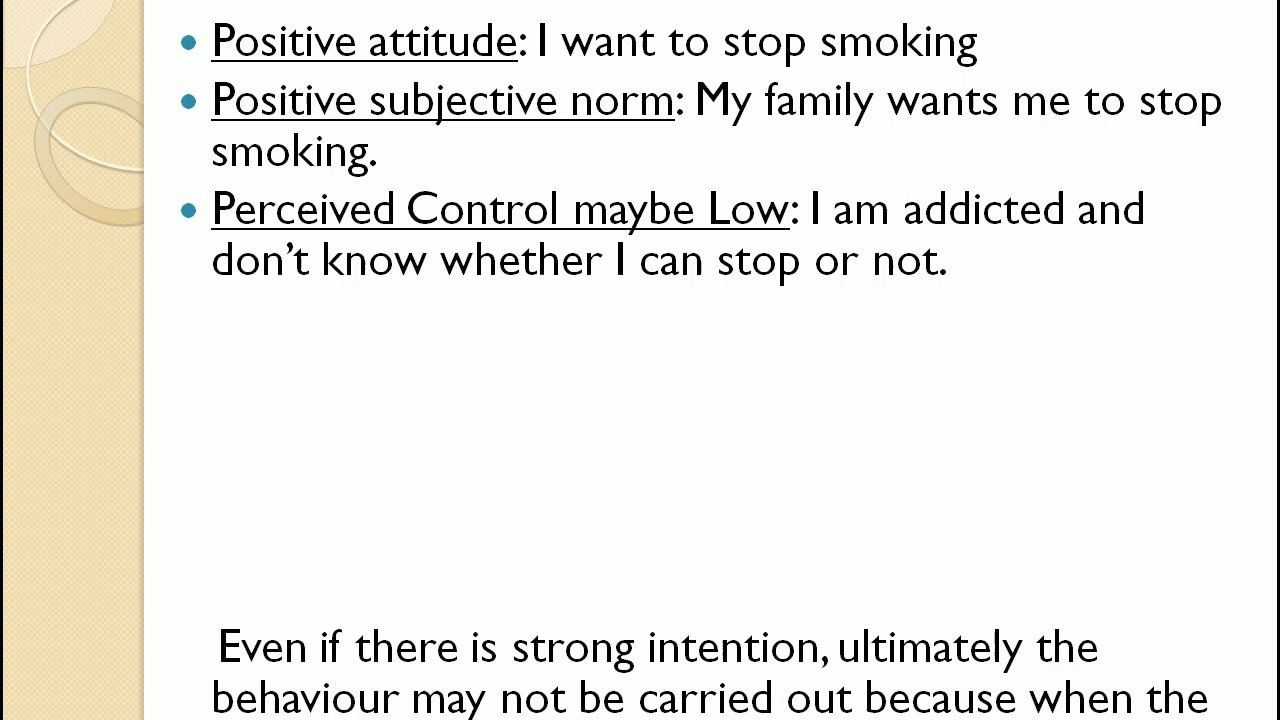 Positive attitude: I want to stop smoking
Positive subjective norm: My family wants me to stop
smoking.
Perceived Control maybe Low: I am addicted and
don't know whether I can stop or not.
Even if there is strong intention, ultimately the
behaviour may not be carried out because when the